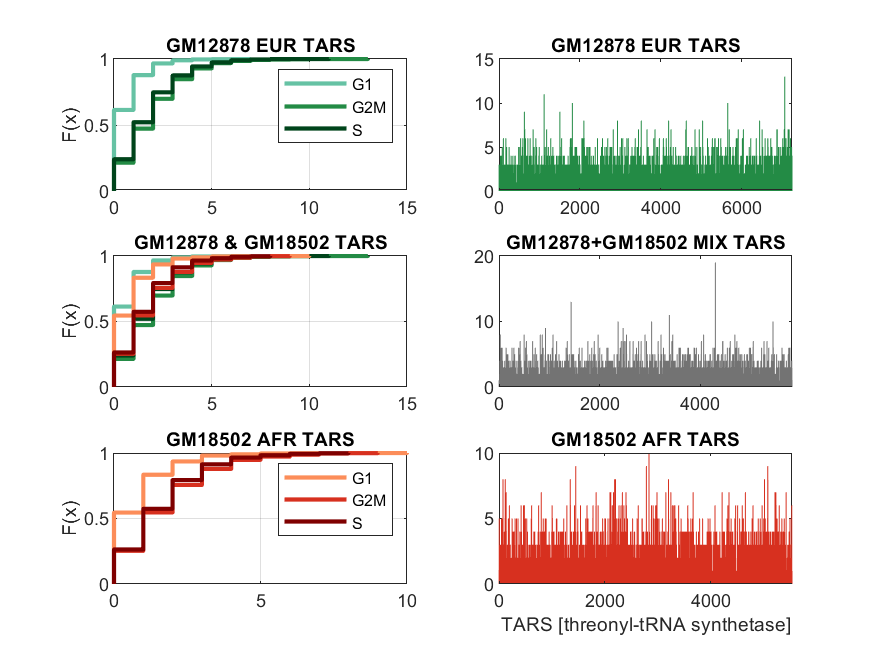 GM12878 EUR TARS
F(x)
1
0.5
0
0 5 10 15
G1
G2M
S
GM12878 EUR TARS
15
10
5
0
0 2000 4000 6000
GM12878 & GM18502 TARS
F(x)
1
0.5
0
0 5 10 15
GM12878+GM18502 MIX TARS
20
10
0
0 2000 4000
GM18502 AFR TARS
F(x)
1
0.5
0
0 5 10
G1
G2M
S
GM18502 AFR TARS
10
5
0
0 2000 4000
TARS [threonyl-tRNA synthetase]